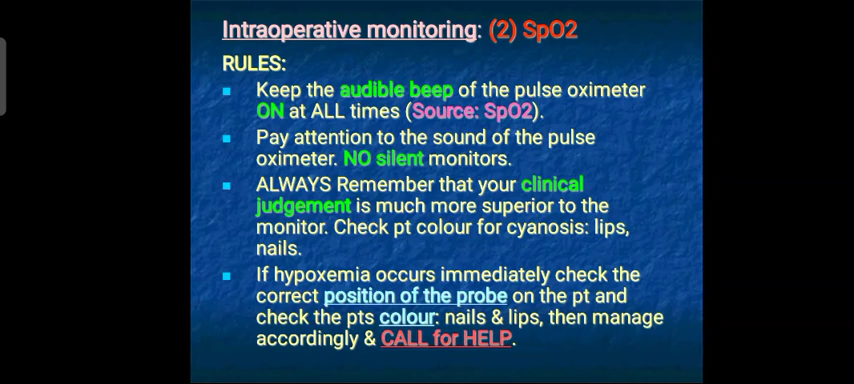 Intraoperative monitoring: (2) SpO2
RULES:
Keep the audible beep of the pulse oximeter
ON at ALL times (Source: SpO2).
Pay attention to the sound of the pulse
oximeter. NO silent monitors.
ALWAYS Remember that your clinical
judgement is much more superior to the
monitor. Check pt colour for cyanosis: lips,
nails.
If hypoxemia occurs immediately check the
correct position of the probe on the pt and
check the pts colour: nails & lips, then manage
accordingly & CALL for HELP.